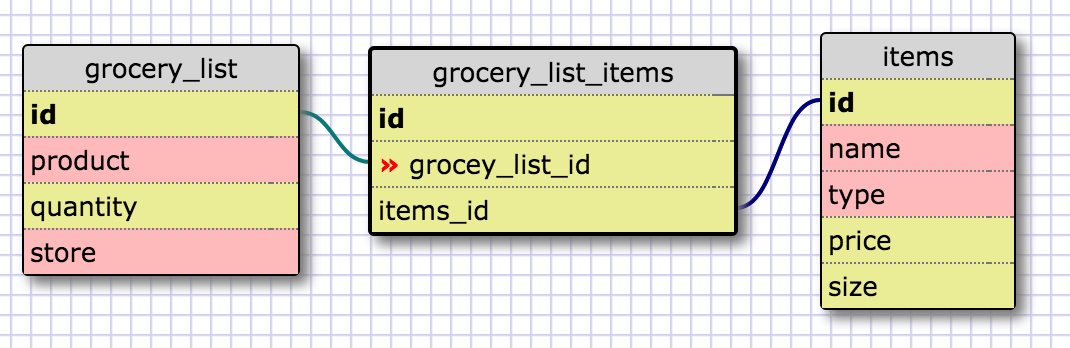 grocery_list
id
product
quantity
store
grocery_list_items
id
» grocey_list_id
items_id
items
id
name
type
price
size